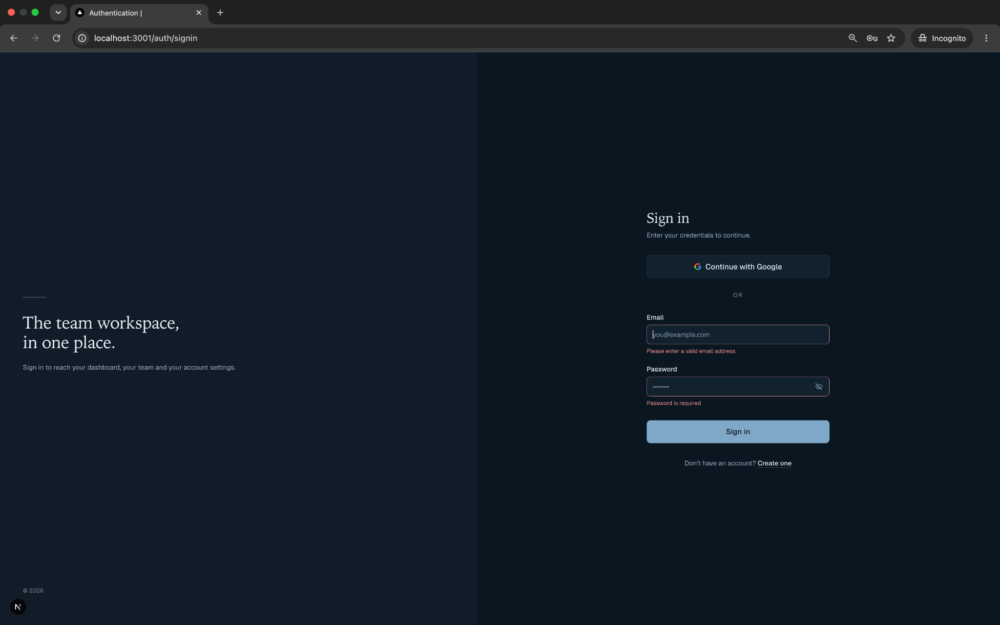 Authentication |
localhost:3001/auth/signin
Incognito
The team workspace,
in one place.
Sign in to reach your dashboard, your team and your account settings.
© 2026
N
Sign in
Enter your credentials to continue.
Continue with Google
OR
Email
you@example.com
Please enter a valid email address
Password
••••••••
Password is required
Sign in
Don't have an account? Create one